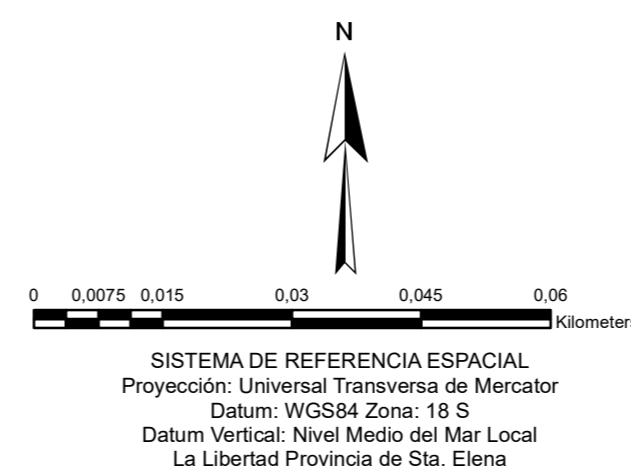 N
0 0,0075 0,015 0,03 0,045 0,06
Kilometers
SISTEMA DE REFERENCIA ESPACIAL
Proyección: Universal Transversa de Mercator
Datum: WGS84 Zona: 18 S
Datum Vertical: Nivel Medio del Mar Local
La Libertad Provincia de Sta. Elena